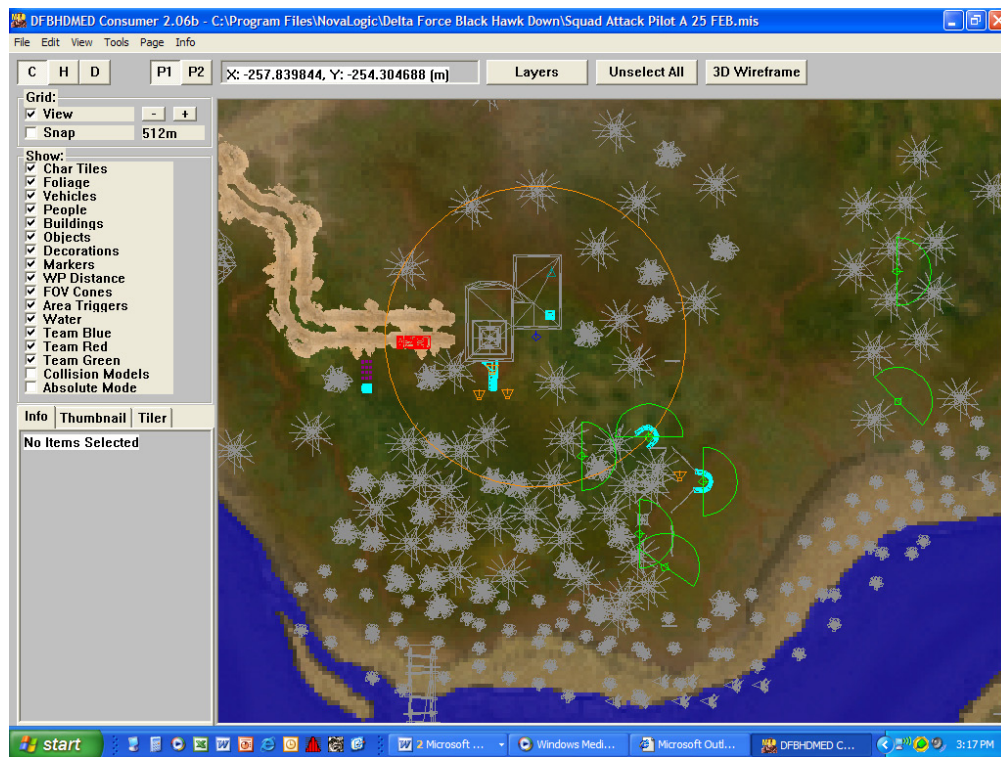 DFBHDMED Consumer 2.06b - C:\Program Files\NovaLogic\Delta Force Black Hawk Down\Squad Attack Pilot A 25 FEB.mis
File Edit View Tools Page Info
C H D P1 P2 X: -257.839844, Y: -254.304688 (m) Layers Unselect All 3D Wireframe
Grid:
View - +
Snap 512m
Show:
Char Tiles
Foliage
Vehicles
People
Buildings
Objects
Decorations
Markers
WP Distance
FOV Cones
Area Triggers
Water
Team Blue
Team Red
Team Green
Collision Models
Absolute Mode
Info Thumbnail Tiler
No Items Selected
start 2 Microsoft ... Windows Medi... Microsoft Outl... DFBHDMED C... 3:17 PM